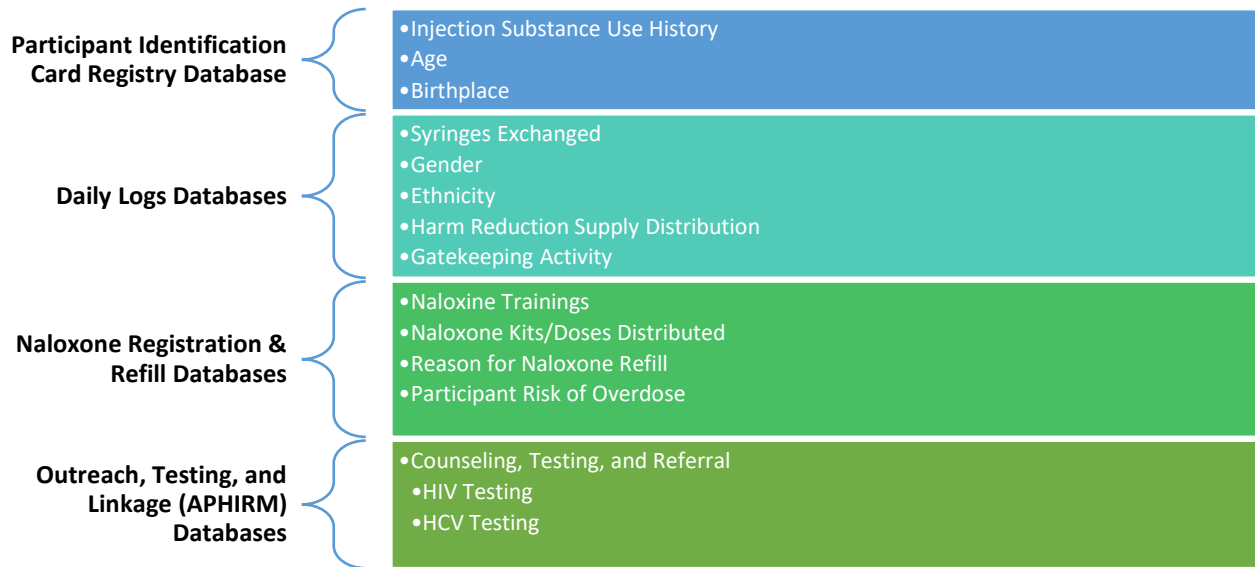 Participant Identification
Card Registry Database
•Injection Substance Use History
•Age
•Birthplace
Daily Logs Databases
•Syringes Exchanged
•Gender
•Ethnicity
•Harm Reduction Supply Distribution
•Gatekeeping Activity
Naloxone Registration &
Refill Databases
•Naloxine Trainings
•Naloxone Kits/Doses Distributed
•Reason for Naloxone Refill
•Participant Risk of Overdose
Outreach, Testing, and
Linkage (APHIRM)
Databases
•Counseling, Testing, and Referral
•HIV Testing
•HCV Testing